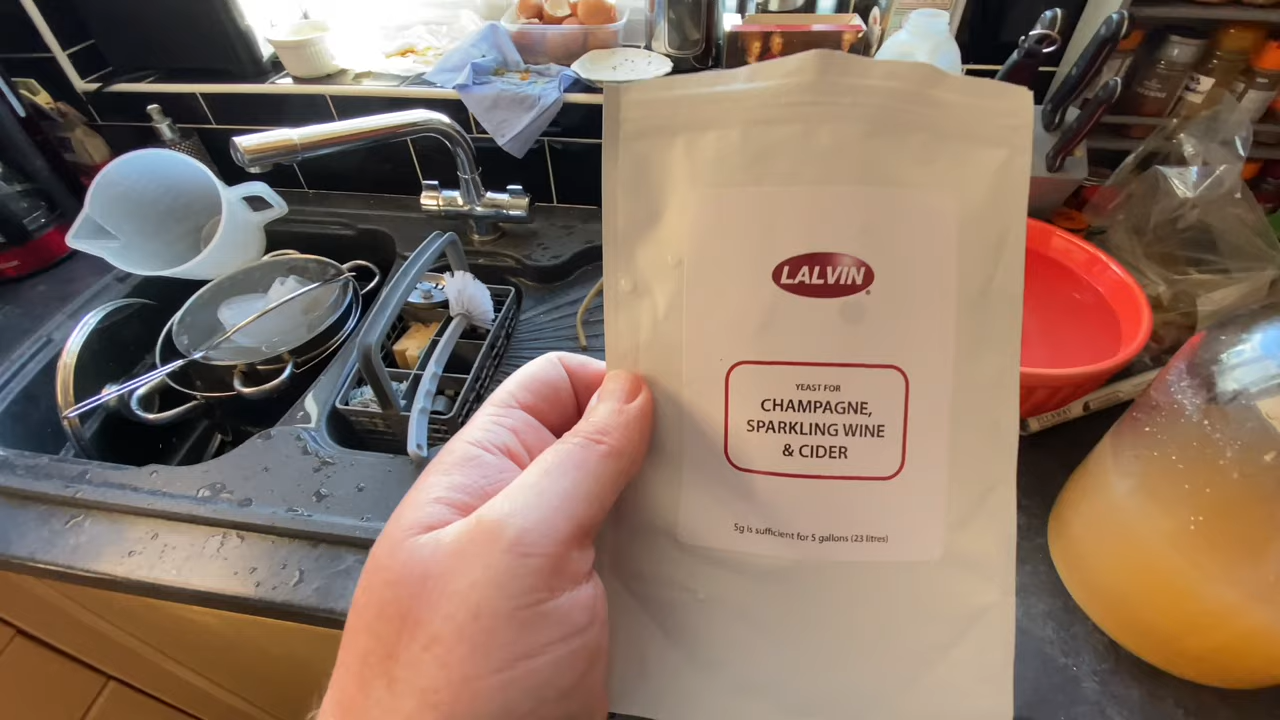 LALVIN
YEAST FOR
CHAMPAGNE,
SPARKLING WINE
& CIDER
5g is sufficient for 5 gallons (23 litres)